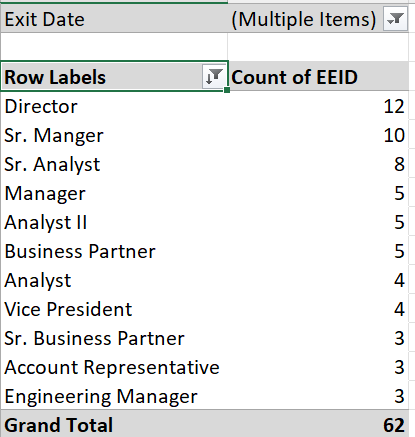 Exit Date (Multiple Items)
Row Labels Count of EEID
Director 12
Sr. Manger 10
Sr. Analyst 8
Manager 5
Analyst II 5
Business Partner 5
Analyst 4
Vice President 4
Sr. Business Partner 3
Account Representative 3
Engineering Manager 3
Grand Total 62